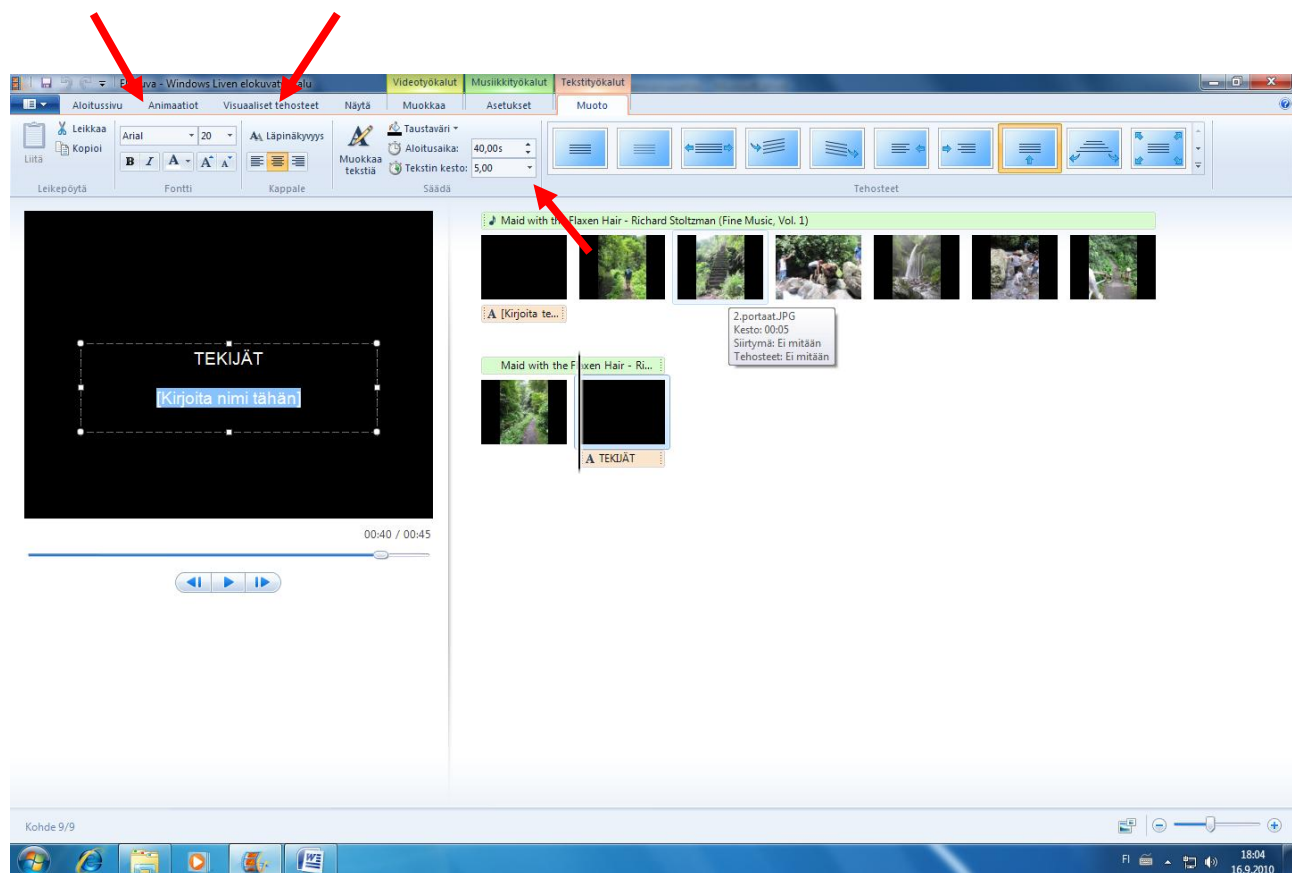 - Windows Liven elokuvat
Videotyökalut Musiikkityökalut Tekstityökalut
Aloitussivu Animaatiot Visuaaliset tehosteet Näytä Muokkaa Asetukset Muoto
Liitä
Leikkaa
Kopioi
Leikepöytä
Arial 20
B I A A A
Fontti
Läpinäkyvyys
Kappale
Muokkaa
tekstiä
Taustaväri
Aloitusaika: 40,00s
Tekstin kesto: 5,00
Säädä
Tehosteet
TEKIJÄT
[Kirjoita nimi tähän]
00:40 / 00:45
Maid with the Flaxen Hair - Richard Stoltzman (Fine Music, Vol. 1)
A [Kirjoita te...
2.portaat.JPG
Kesto: 00:05
Siirtymä: Ei mitään
Tehosteet: Ei mitään
Maid with the Flaxen Hair - Ri...
A TEKIJÄT
Kohde 9/9
FI
18:04
16.9.2010